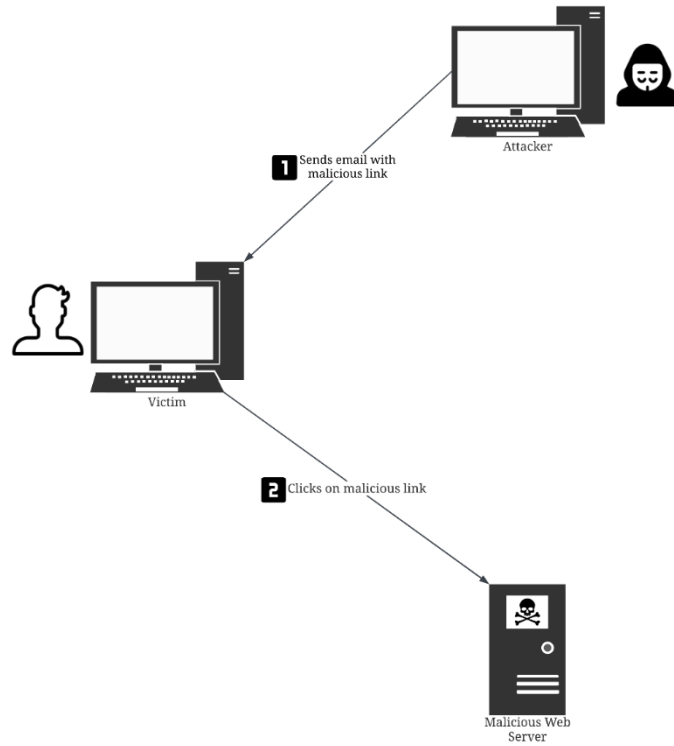 Attacker
1 Sends email with
malicious link
Victim
2 Clicks on malicious link
Malicious Web
Server